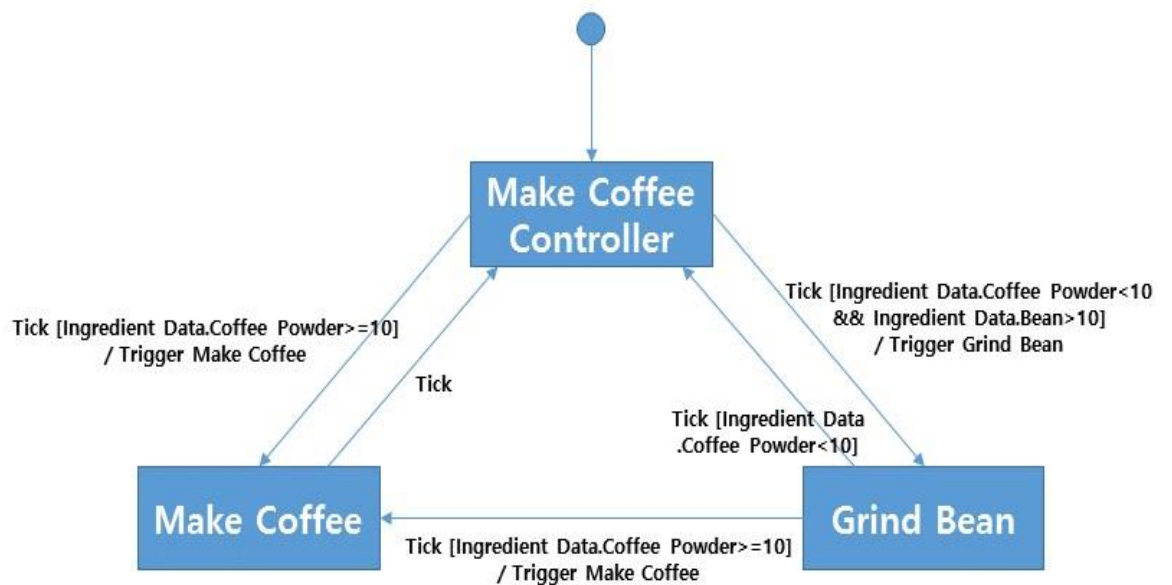 Make Coffee
Controller
Tick [Ingredient Data.Coffee Powder<10
&& Ingredient Data.Bean>10]
/ Trigger Grind Bean
Tick [Ingredient Data.Coffee Powder>=10]
/ Trigger Make Coffee
Tick
Tick [Ingredient Data
.Coffee Powder<10]
Make Coffee
Grind Bean
Tick [Ingredient Data.Coffee Powder>=10]
/ Trigger Make Coffee